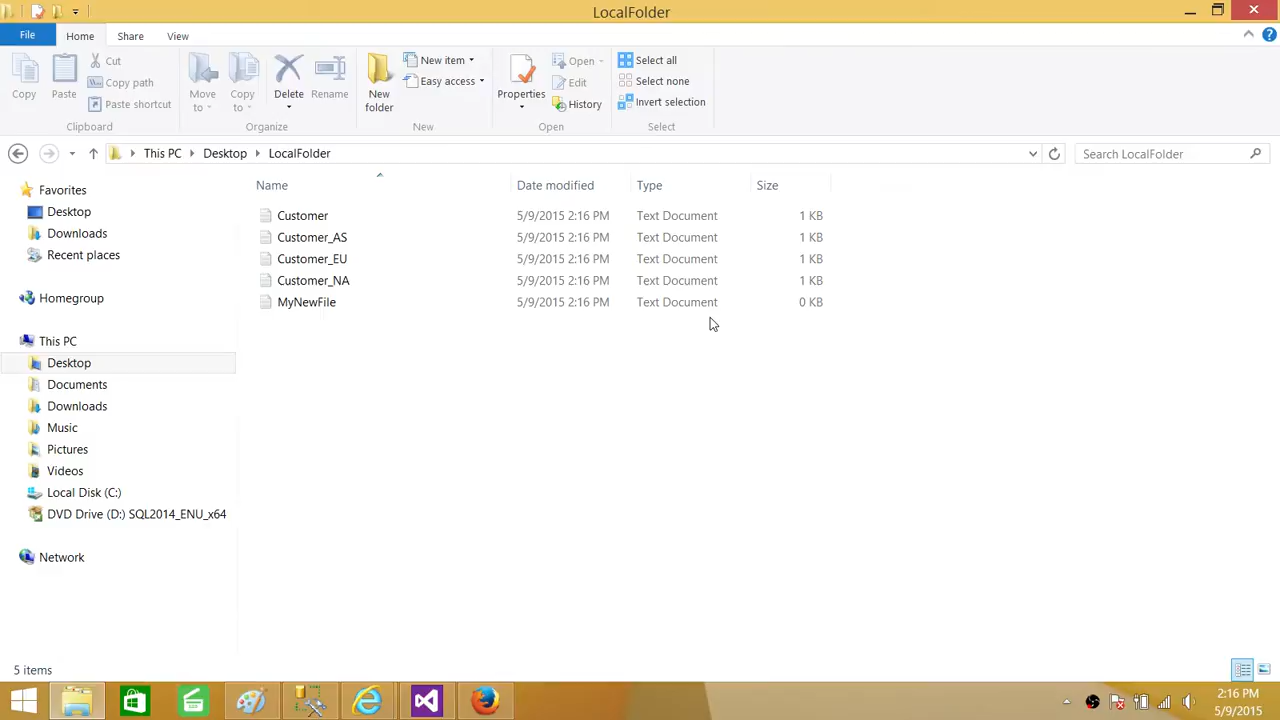 LocalFolder
File Home Share View
Copy
Paste
Cut
Copy path
Paste shortcut
Clipboard
Move to
Copy to
Delete
Rename
Organize
New folder
New item
Easy access
New
Properties
Open
Edit
History
Open
Select all
Select none
Invert selection
Select
This PC Desktop LocalFolder
Search LocalFolder
Name Date modified Type Size
Customer 5/9/2015 2:16 PM Text Document 1 KB
Customer_AS 5/9/2015 2:16 PM Text Document 1 KB
Customer_EU 5/9/2015 2:16 PM Text Document 1 KB
Customer_NA 5/9/2015 2:16 PM Text Document 1 KB
MyNewFile 5/9/2015 2:16 PM Text Document 0 KB
Favorites
Desktop
Downloads
Recent places
Homegroup
This PC
Desktop
Documents
Downloads
Music
Pictures
Videos
Local Disk (C:)
DVD Drive (D:) SQL2014_ENU_x64
Network
5 items
2:16 PM
5/9/2015